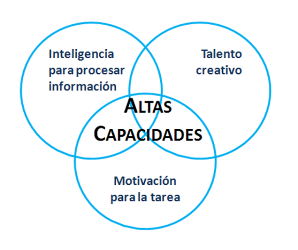 Inteligencia
para procesar
información
Talento
creativo
ALTAS
CAPACIDADES
Motivación
para la tarea